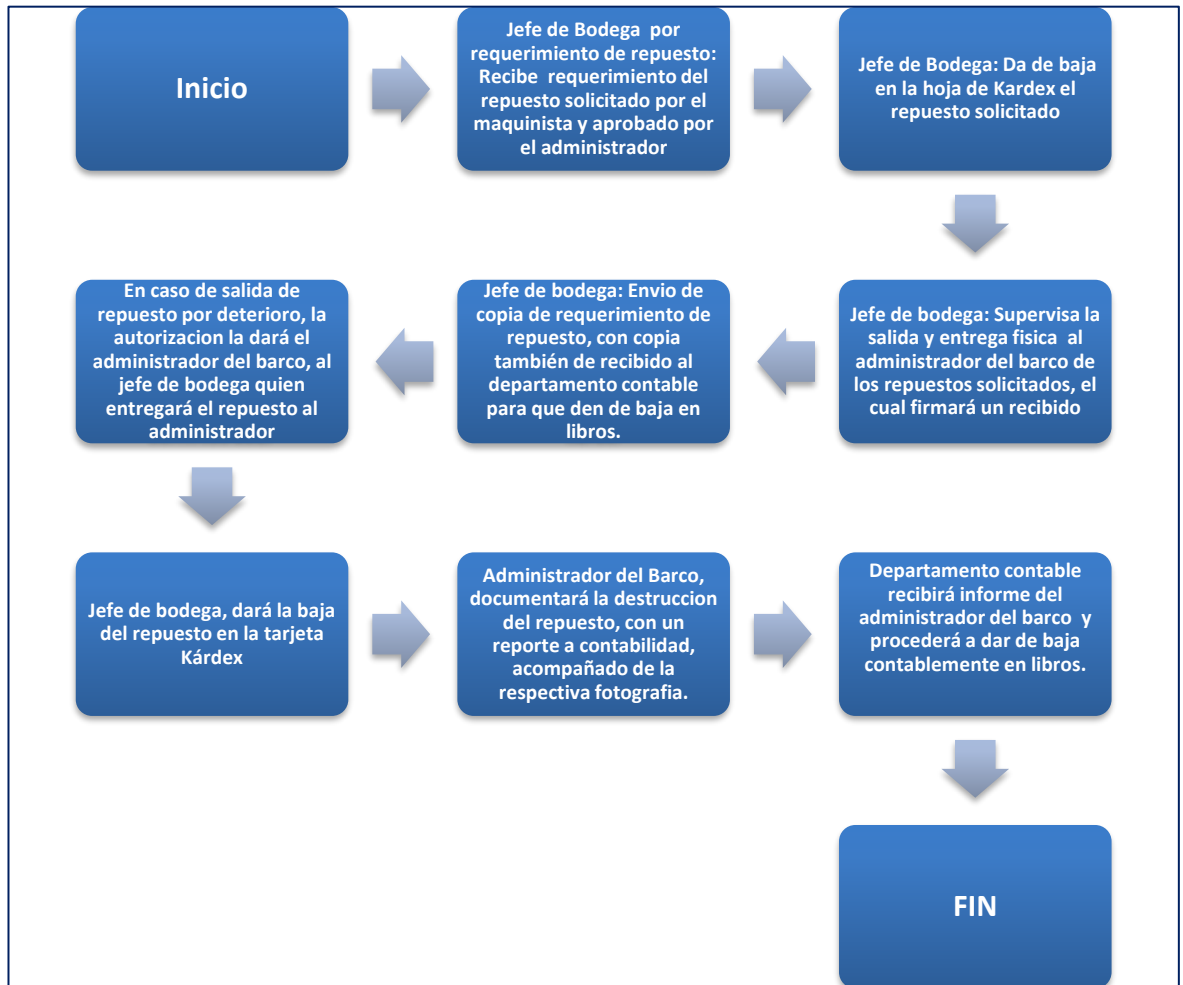 Inicio
Jefe de Bodega por
requerimiento de repuesto:
Recibe requerimiento del
repuesto solicitado por el
maquinista y aprobado por
el administrador
Jefe de Bodega: Da de baja
en la hoja de Kardex el
repuesto solicitado
Jefe de bodega: Supervisa la
salida y entrega fisica al
administrador del barco de
los repuestos solicitados, el
cual firmará un recibido
Jefe de bodega: Envio de
copia de requerimiento de
repuesto, con copia
también de recibido al
departamento contable
para que den de baja en
libros.
En caso de salida de
repuesto por deterioro, la
autorizacion la dará el
administrador del barco, al
jefe de bodega quien
entregará el repuesto al
administrador
Jefe de bodega, dará la baja
del repuesto en la tarjeta
Kárdex
Administrador del Barco,
documentará la destruccion
del repuesto, con un
reporte a contabilidad,
acompañado de la
respectiva fotografia.
Departamento contable
recibirá informe del
administrador del barco y
procederá a dar de baja
contablemente en libros.
FIN